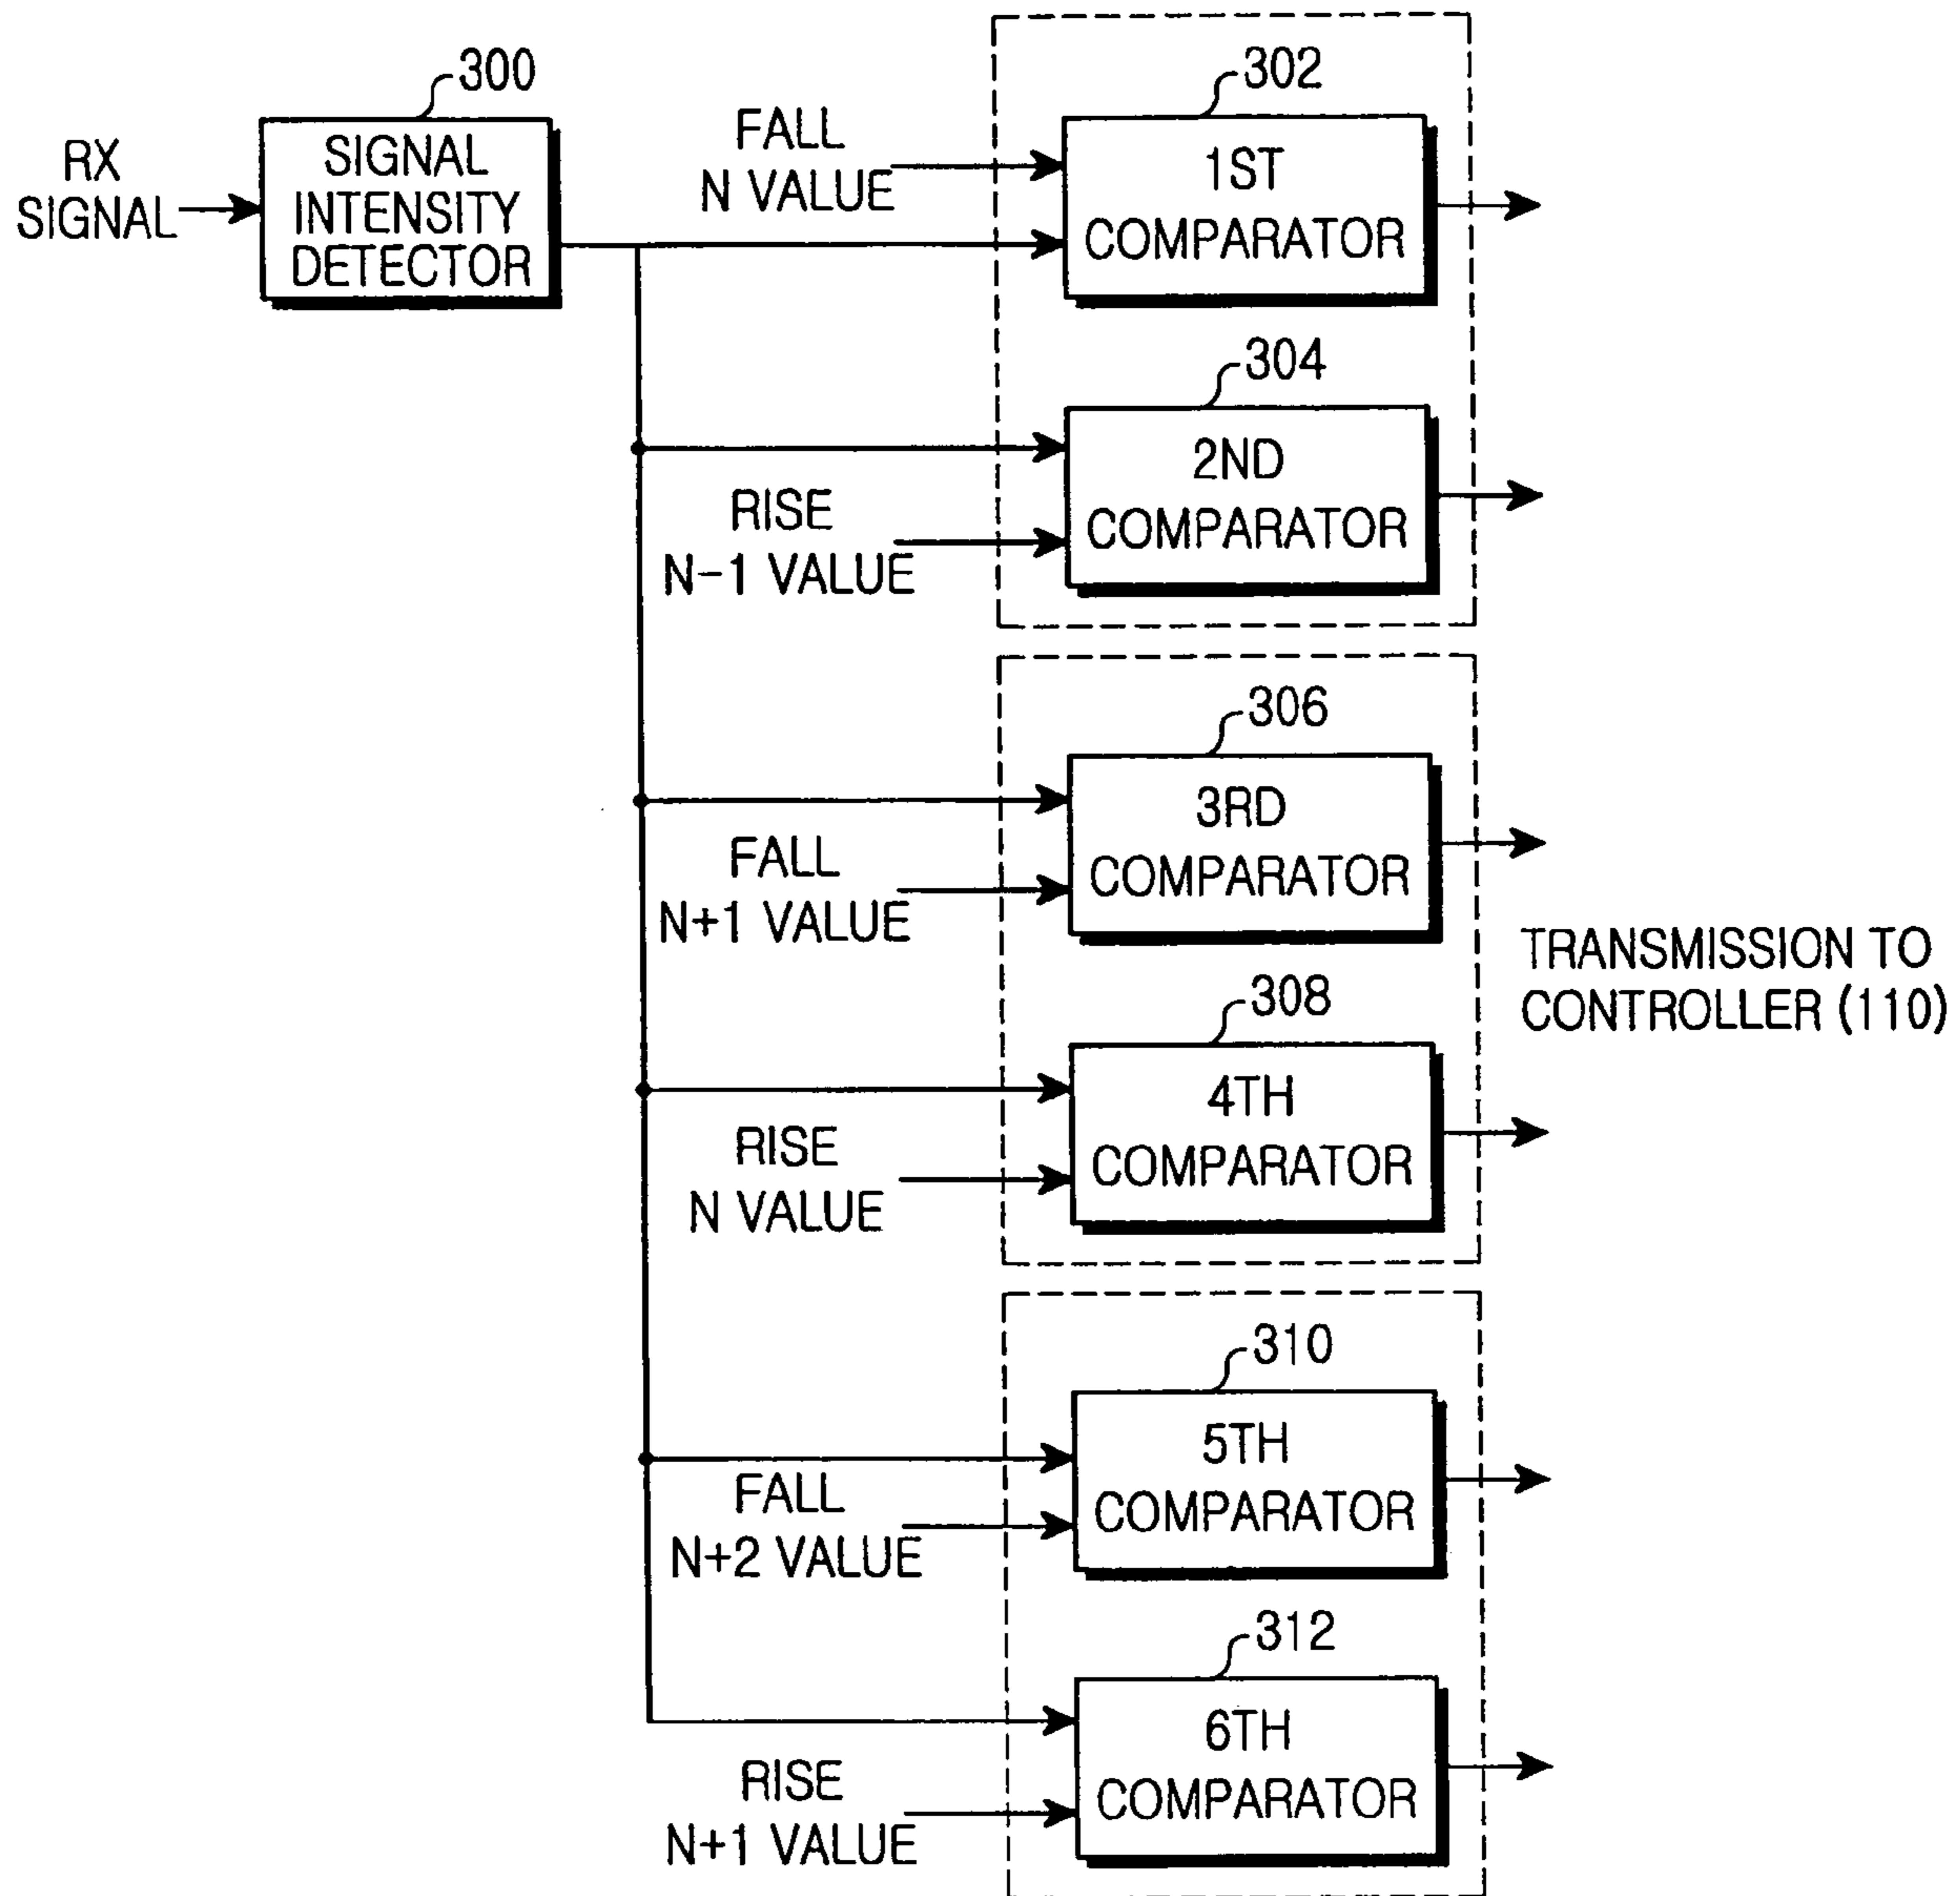 300
RX
SIGNAL
SIGNAL
INTENSITY
DETECTOR
FALL
N VALUE
302
1ST
COMPARATOR
304
2ND
COMPARATOR
RISE
N-1 VALUE
306
3RD
COMPARATOR
FALL
N+1 VALUE
TRANSMISSION TO
CONTROLLER (110)
308
4TH
COMPARATOR
RISE
N VALUE
310
5TH
COMPARATOR
FALL
N+2 VALUE
312
6TH
COMPARATOR
RISE
N+1 VALUE